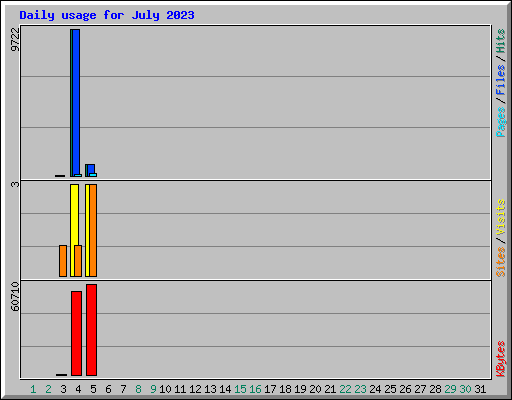 Daily usage for July 2023
9722
3
60710
Pages / Files / Hits
Sites / Visits
KBytes
1 2 3 4 5 6 7 8 9 10 11 12 13 14 15 16 17 18 19 20 21 22 23 24 25 26 27 28 29 30 31